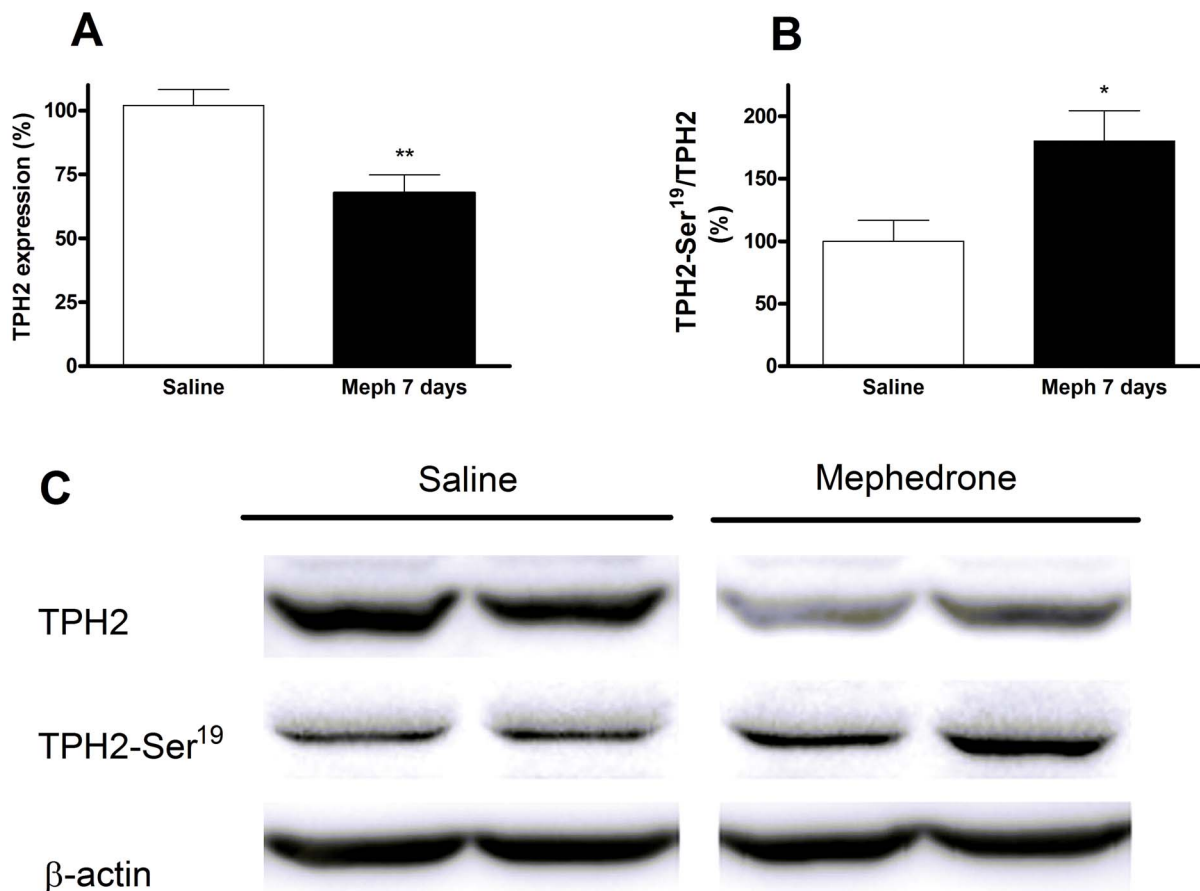 A
TPH2 expression (%)
100
75
50
25
0
**
Saline
Meph 7 days
B
TPH2-Ser¹⁹/TPH2
(%)
200
150
100
50
0
*
Saline
Meph 7 days
C
Saline
Mephedrone
TPH2
TPH2-Ser¹⁹
β-actin